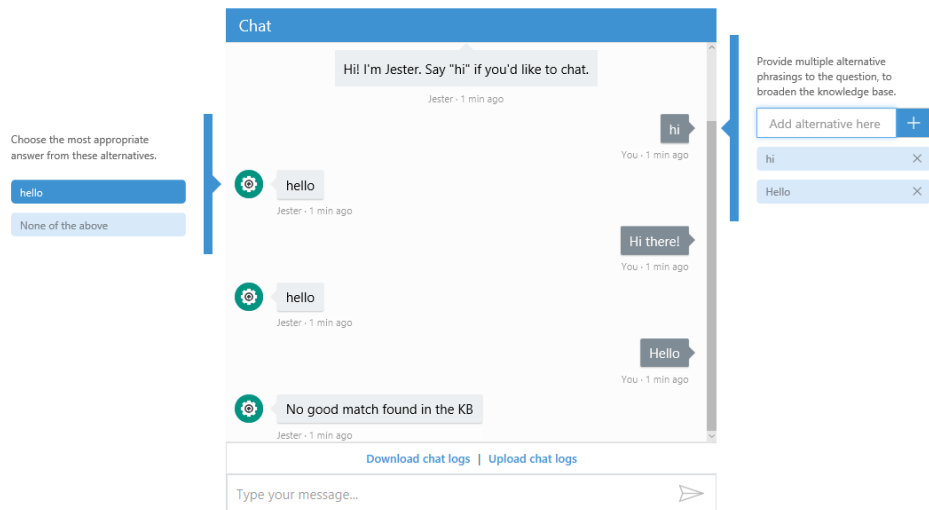 Chat
Hi! I'm Jester. Say "hi" if you'd like to chat.
Jester - 1 min ago
hi
You - 1 min ago
hello
Jester - 1 min ago
Hi there!
You - 1 min ago
hello
Jester - 1 min ago
Hello
You - 1 min ago
No good match found in the KB
Jester - 1 min ago
Download chat logs | Upload chat logs
Type your message...
Choose the most appropriate
answer from these alternatives.
hello
None of the above
Provide multiple alternative
phrasings to the question, to
broaden the knowledge base.
Add alternative here
hi
Hello